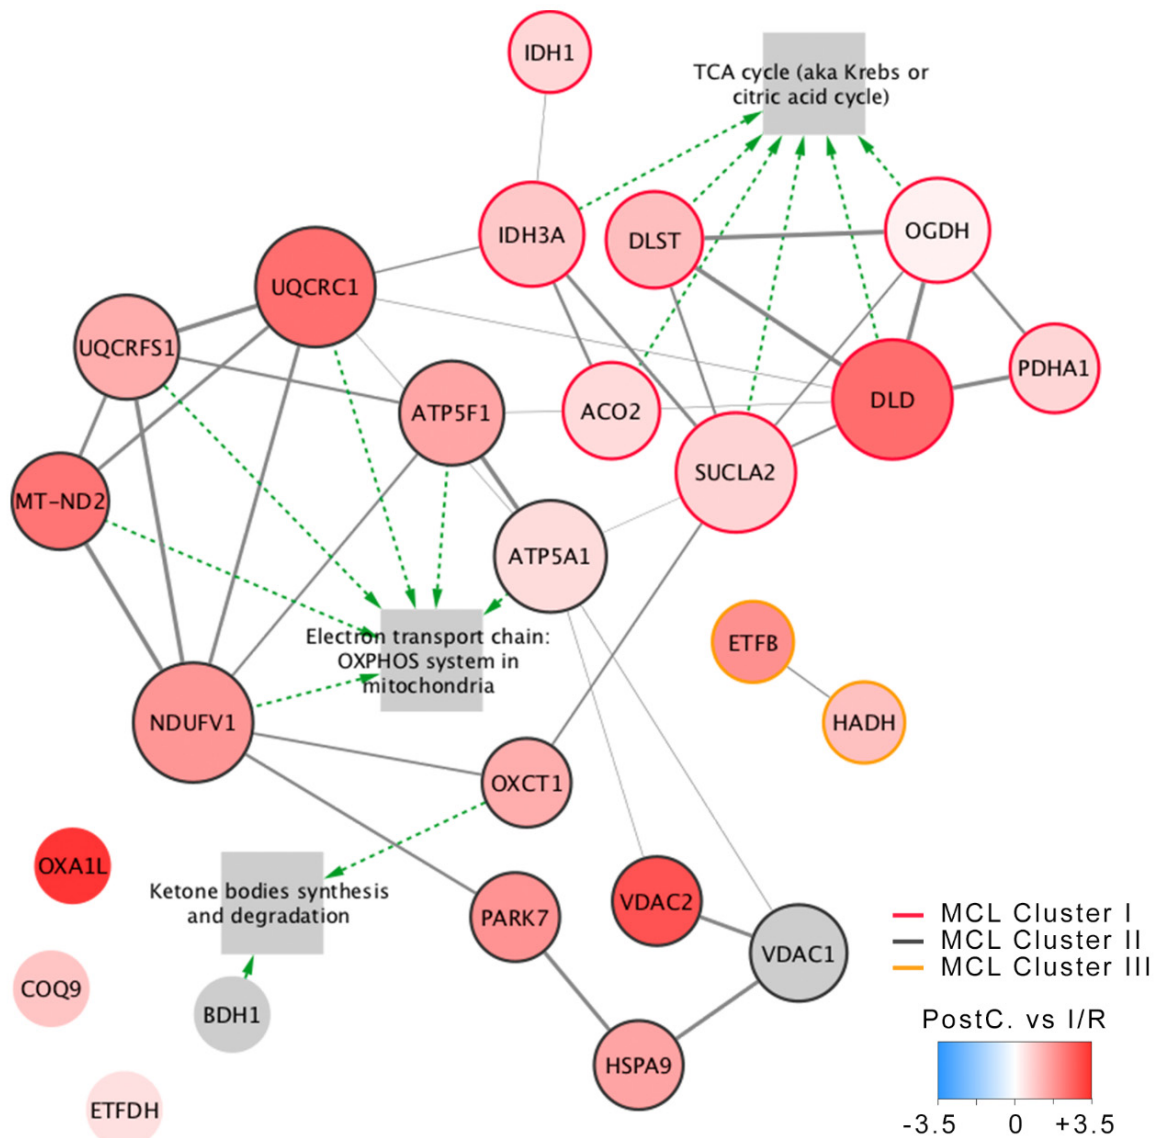 IDH1
TCA cycle (aka Krebs or
citric acid cycle)
IDH3A
DLST
OGDH
UQCRC1
UQCRFS1
PDHA1
ATP5F1
ACO2
DLD
SUCLA2
MT-ND2
ATP5A1
Electron transport chain:
OXPHOS system in
mitochondria
ETFB
NDUFV1
HADH
OXCT1
OXA1L
Ketone bodies synthesis
and degradation
PARK7
VDAC2
VDAC1
COQ9
BDH1
HSPA9
ETFDH
MCL Cluster I
MCL Cluster II
MCL Cluster III
PostC. vs I/R
-3.5 0 +3.5